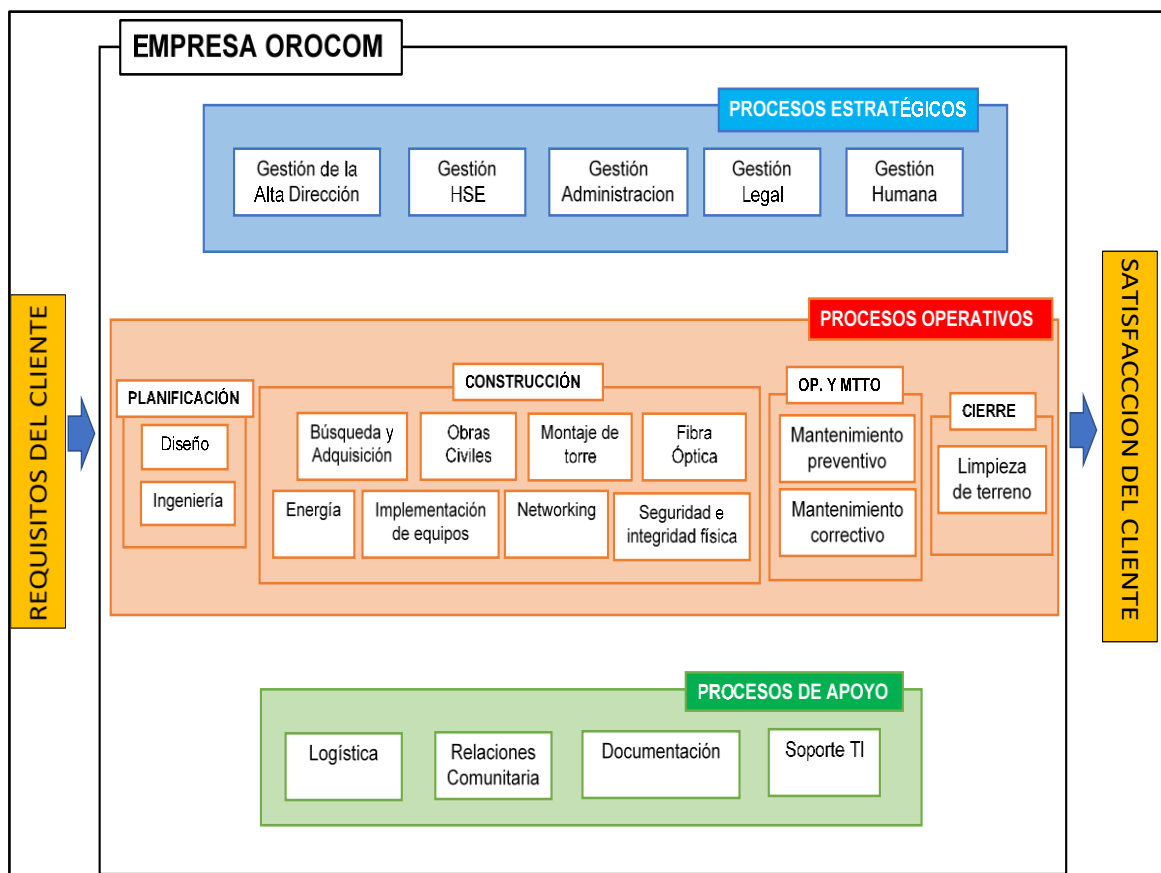 EMPRESA OROCOM
PROCESOS ESTRATÉGICOS
Gestión de la
Alta Dirección
Gestión
HSE
Gestión
Administracion
Gestión
Legal
Gestión
Humana
REQUISITOS DEL CLIENTE
PROCESOS OPERATIVOS
PLANIFICACIÓN
Diseño
Ingeniería
CONSTRUCCIÓN
Búsqueda y
Adquisición
Obras
Civiles
Montaje de
torre
Fibra
Óptica
Energía
Implementación
de equipos
Networking
Seguridad e
integridad física
OP. Y MTTO
Mantenimiento
preventivo
Mantenimiento
correctivo
CIERRE
Limpieza
de terreno
SATISFACCCION DEL CLIENTE
PROCESOS DE APOYO
Logística
Relaciones
Comunitaria
Documentación
Soporte TI